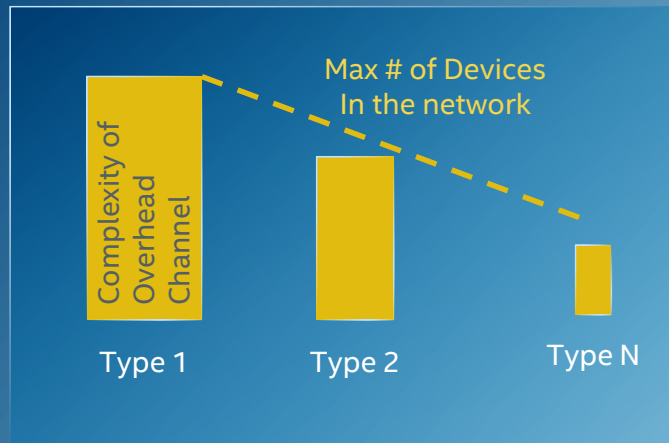 Max # of Devices
In the network
Complexity of
Overhead
Channel
Type 1
Type 2
Type N